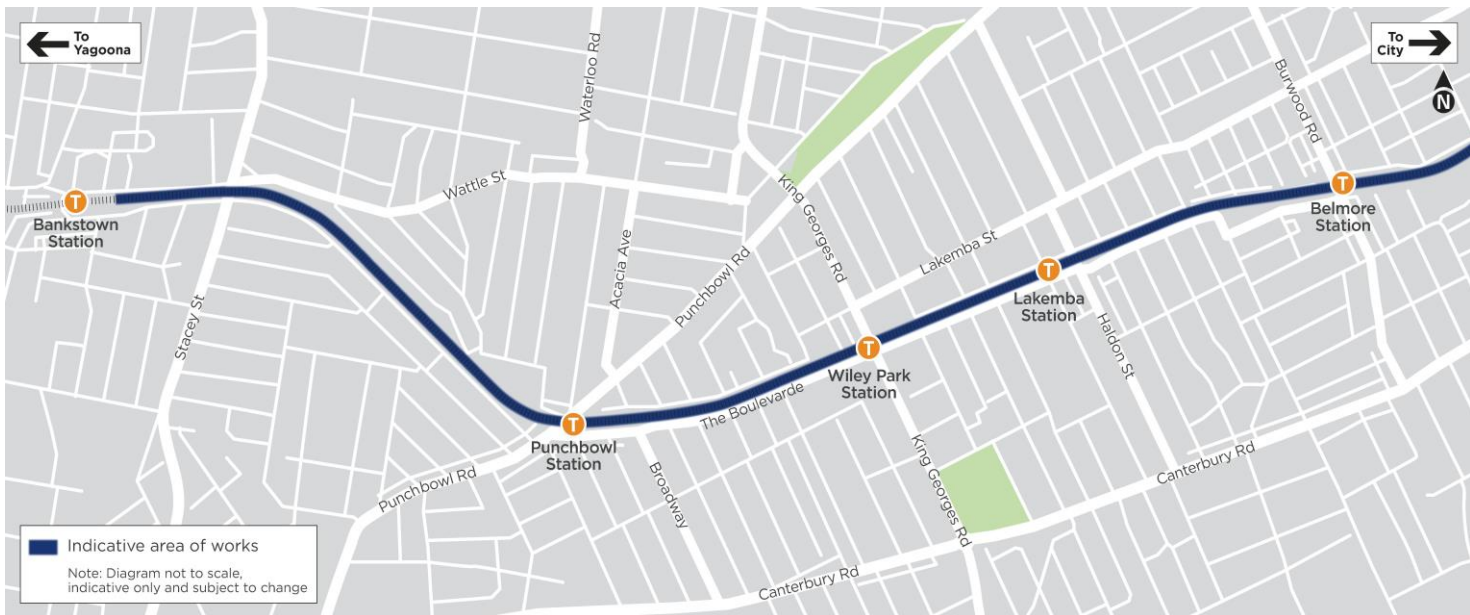 To
Yagoona
To
City
N
Waterloo Rd
Burwood Rd
Wattle St
King Georges Rd
T
Bankstown
Station
T
Belmore
Station
Acacia Ave
Punchbowl Rd
Lakemba St
T
Lakemba
Station
Stacey St
T
Wiley Park
Station
Haldon St
The Boulevarde
T
Punchbowl
Station
Punchbowl Rd
Broadway
King Georges Rd
Canterbury Rd
Canterbury Rd
Indicative area of works
Note: Diagram not to scale,
indicative only and subject to change